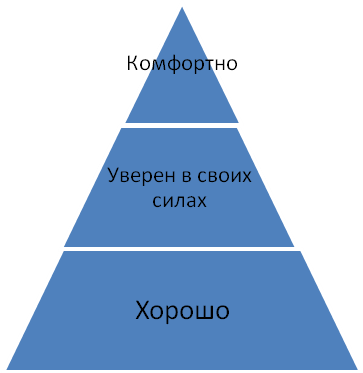 Комфортно
Уверен в своих
силах
Хорошо